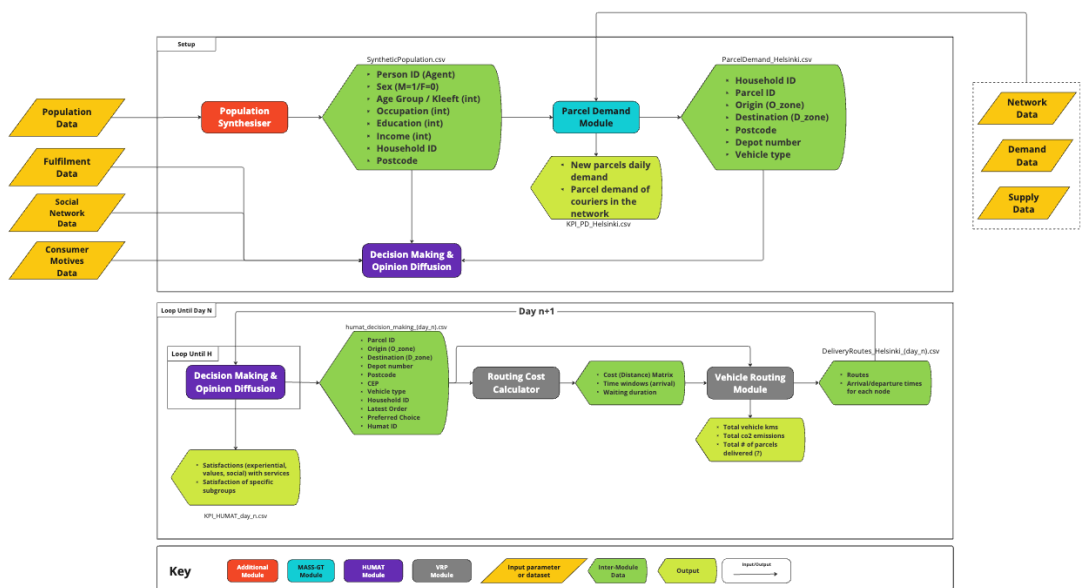 Setup
SyntheticPopulation.csv
ParcelDemand_Helsinki.csv
Population
Data
Fulfilment
Data
Social
Network
Data
Consumer
Motives
Data
Population
Synthesiser
• Person ID (Agent)
• Sex (M=1/F=0)
• Age Group / Kleeft (int)
• Occupation (int)
• Education (int)
• Income (int)
• Household ID
• Postcode
Parcel Demand
Module
• Household ID
• Parcel ID
• Origin (O_zone)
• Destination (D_zone)
• Postcode
• Depot number
• Vehicle type
Network
Data
Demand
Data
Supply
Data
• New parcels daily
demand
• Parcel demand of
couriers in the
network
KPI_PD_Helsinki.csv
Decision Making &
Opinion Diffusion
Loop Until Day N
Day n+1
Loop Until H
Decision Making &
Opinion Diffusion
humat_decision_making_(day_n).csv
• Parcel ID
• Origin (O_zone)
• Destination (D_zone)
• Depot number
• Postcode
• CEP
• Vehicle type
• Household ID
• Latest Order
• Preferred Choice
• Humat ID
Routing Cost
Calculator
• Cost (Distance) Matrix
• Time windows (arrival)
• Waiting duration
Vehicle Routing
Module
DeliveryRoutes_Helsinki_(day_n).csv
• Routes
• Arrival/departure times
for each node
• Total vehicle kms
• Total co2 emissions
• Total # of parcels
delivered (?)
• Satisfactions (experiential,
values, social) with services
• Satisfaction of specific
subgroups
KPI_HUMAT_day_n.csv
Key
Additional
Module
MASS-GT
Module
HUMAT
Module
VRP
Module
Input parameter
or dataset
Inter-Module
Data
Output
Input/Output